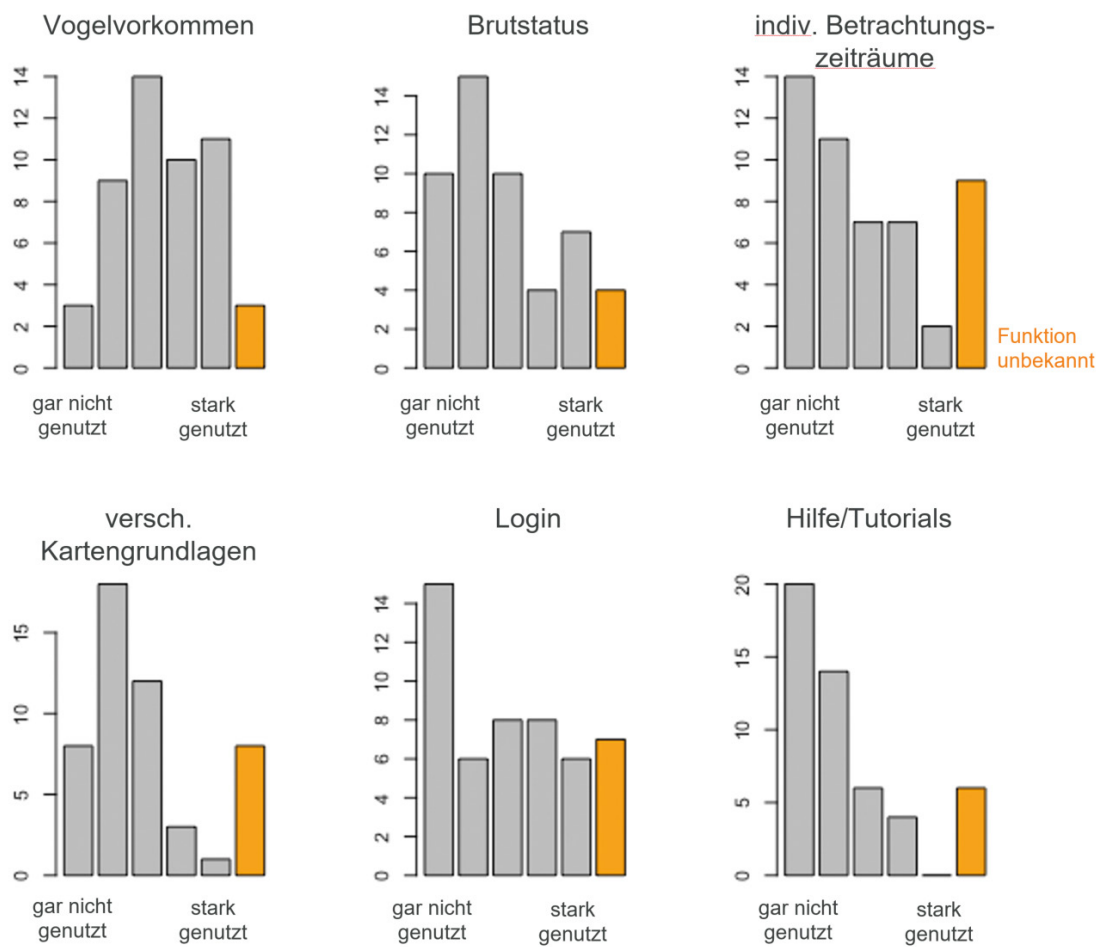 Vogelvorkommen
14
12
10
8
6
4
2
0
gar nicht
genutzt
stark
genutzt
Brutstatus
14
12
10
8
6
4
2
0
gar nicht
genutzt
stark
genutzt
indiv. Betrachtungs-
zeiträume
14
12
10
8
6
4
2
0
Funktion
unbekannt
gar nicht
genutzt
stark
genutzt
versch.
Kartengrundlagen
15
10
5
0
gar nicht
genutzt
stark
genutzt
Login
14
12
10
8
6
4
2
0
gar nicht
genutzt
stark
genutzt
Hilfe/Tutorials
20
15
10
5
0
gar nicht
genutzt
stark
genutzt